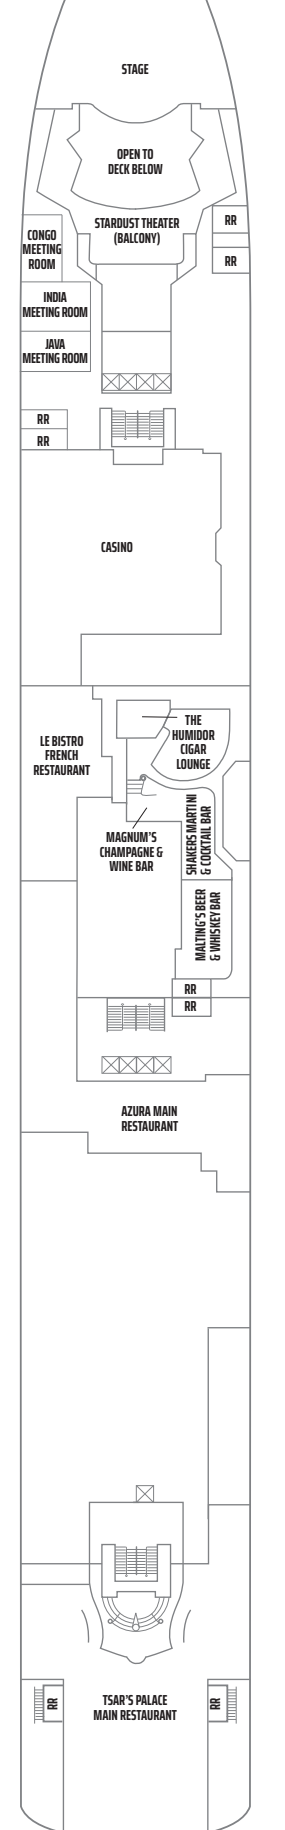 STAGE
OPEN TO
DECK BELOW
STARDUST THEATER
(BALCONY)
RR
RR
CONGO
MEETING
ROOM
INDIA
MEETING ROOM
JAVA
MEETING ROOM
RR
RR
CASINO
THE
HUMIDOR
CIGAR
LOUNGE
LE BISTRO
FRENCH
RESTAURANT
MAGNUM'S
CHAMPAGNE &
WINE BAR
SHAKERS MARTINI
& COCKTAIL BAR
MALTING'S BEER
& WHISKEY BAR
RR
RR
AZURA MAIN
RESTAURANT
RR
TSAR'S PALACE
MAIN RESTAURANT
RR